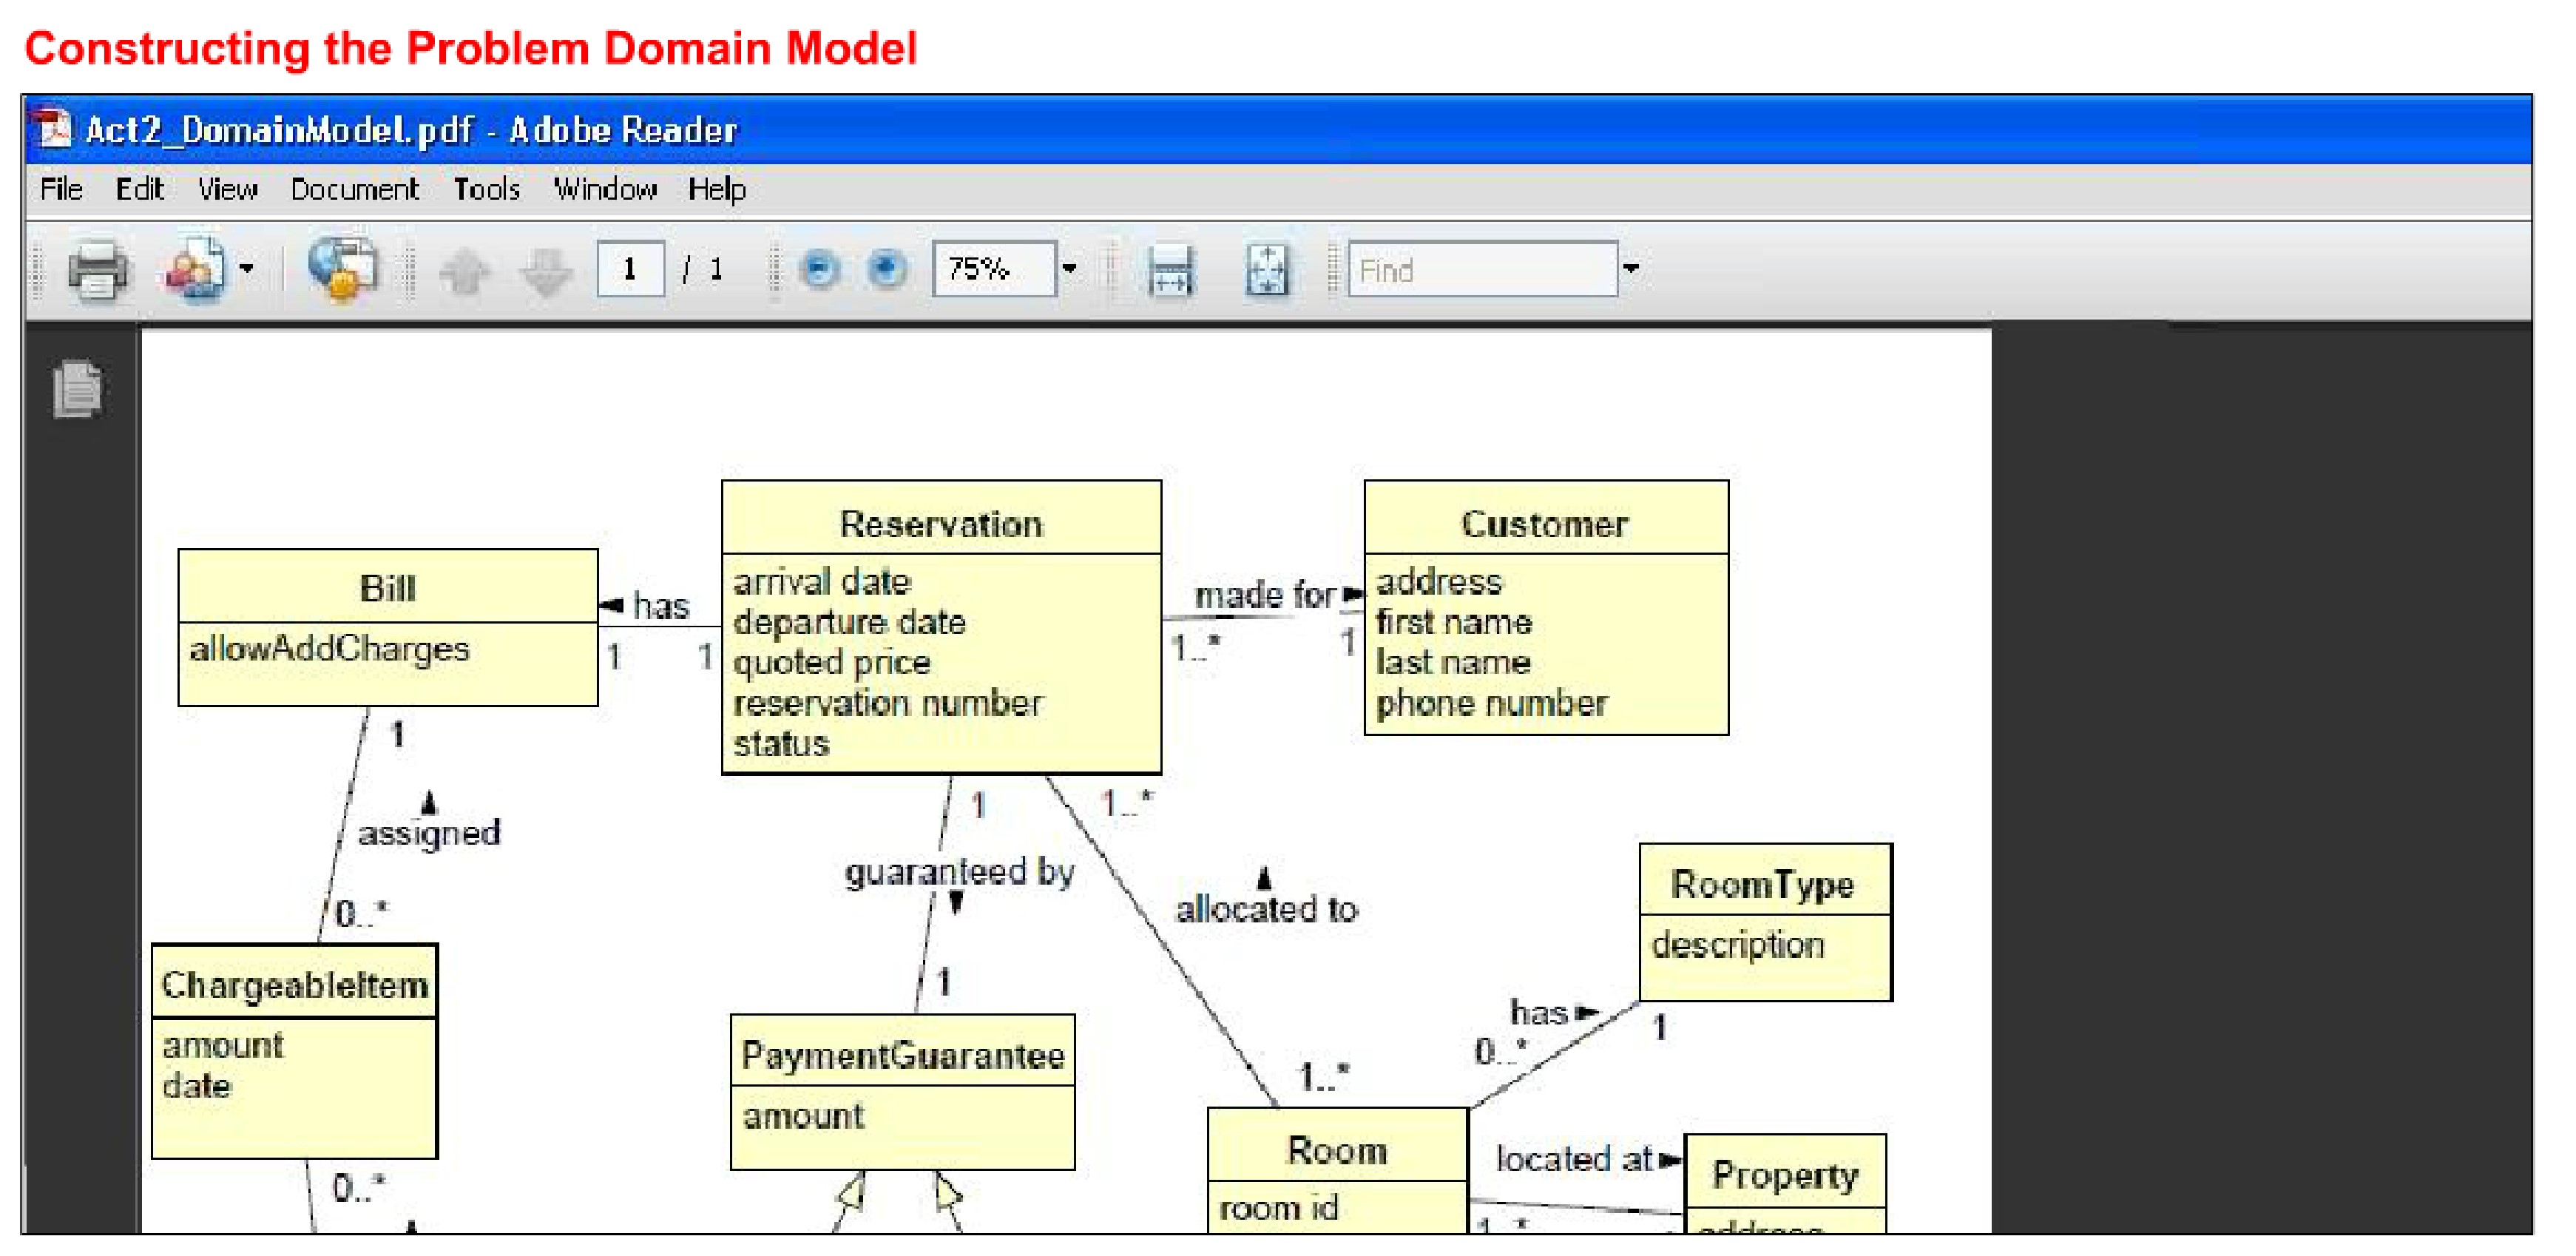 Constructing the Problem Domain Model
Act2_DomainModel.pdf - Adobe Reader
File Edit View Document Tools Window Help
1 / 1 75% Find
Reservation
arrival date
departure date
quoted price
reservation number
status
Customer
address
first name
last name
phone number
Bill
allowAddCharges
has
1 1
made for
1..* 1
1
assigned
0..*
1
guaranteed by
1
1..*
allocated to
1..*
RoomType
description
has
0..* 1
ChargeableItem
amount
date
0..*
PaymentGuarantee
amount
Room
room id
located at
1..*
Property
address